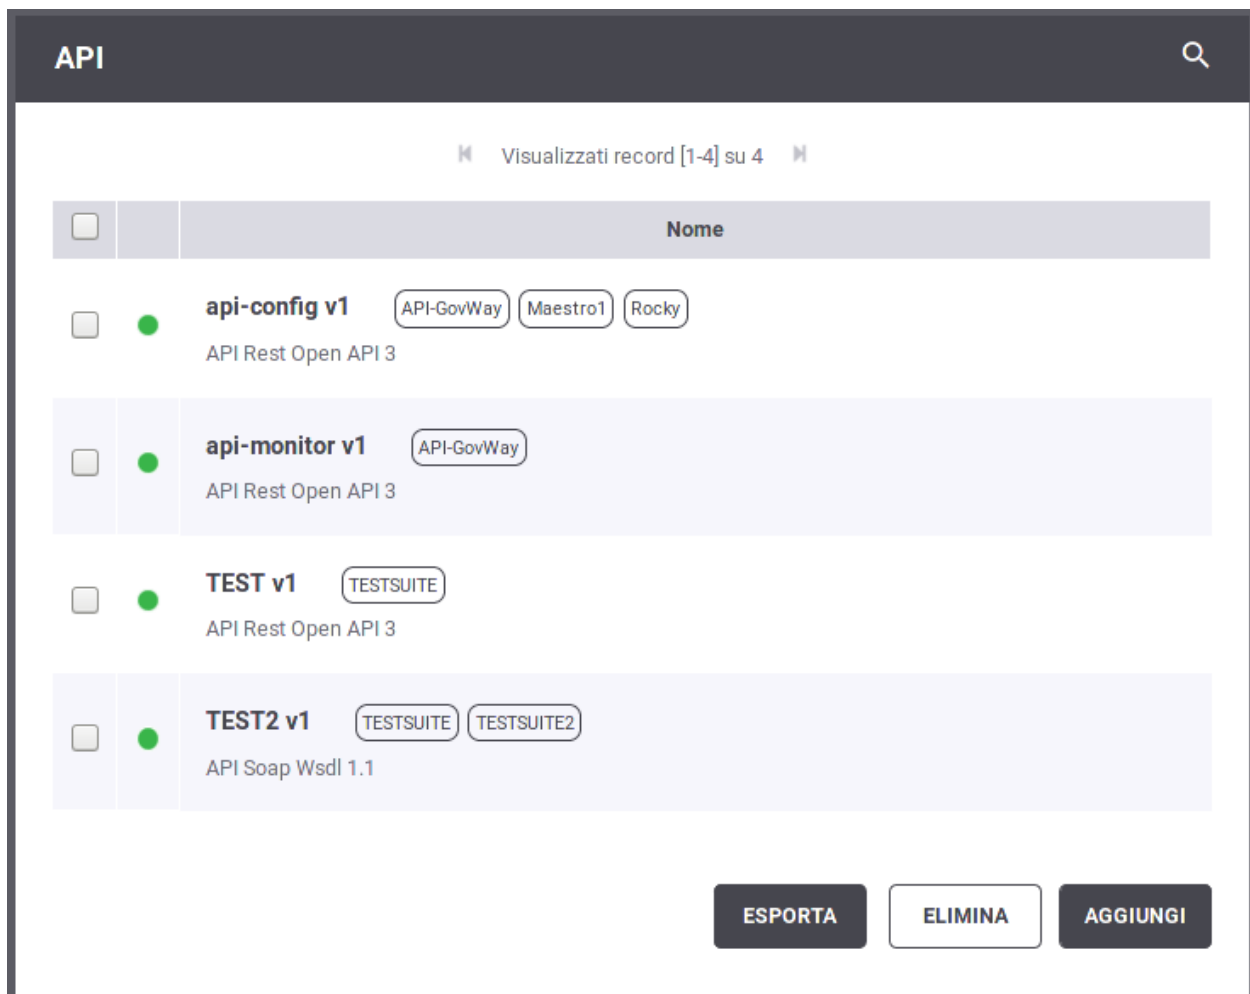 API
Visualizzati record [1-4] su 4
Nome
api-config v1 API-GovWay Maestro1 Rocky
API Rest Open API 3
api-monitor v1 API-GovWay
API Rest Open API 3
TEST v1 TESTSUITE
API Rest Open API 3
TEST2 v1 TESTSUITE TESTSUITE2
API Soap Wsdl 1.1
ESPORTA ELIMINA AGGIUNGI